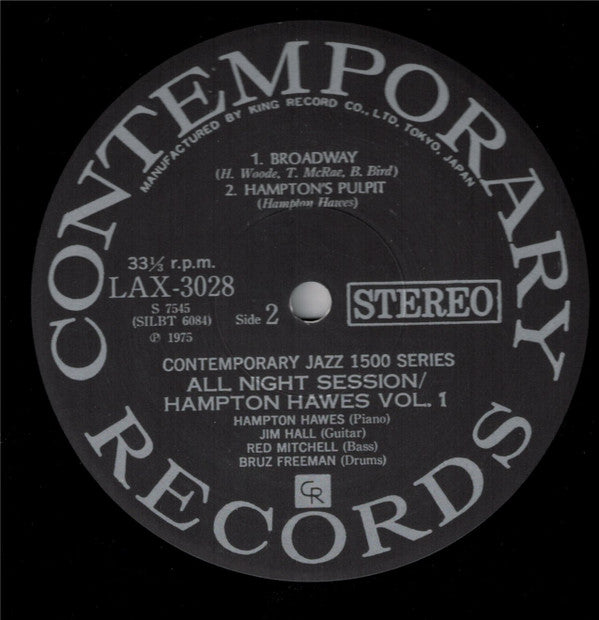 CONTEMPORARY RECORDS
MANUFACTURED BY KING RECORD CO., LTD, TOKYO, JAPAN
1. BROADWAY
(H. Woode, T. McRae, B. Bird)
2. HAMPTON'S PULPIT
(Hampton Hawes)
33⅓ r.p.m.
LAX-3028
S 7545
(SILBT 6084)
℗ 1975
Side 2
STEREO
CONTEMPORARY JAZZ 1500 SERIES
ALL NIGHT SESSION/
HAMPTON HAWES VOL. 1
HAMPTON HAWES (Piano)
JIM HALL (Guitar)
RED MITCHELL (Bass)
BRUZ FREEMAN (Drums)
CR